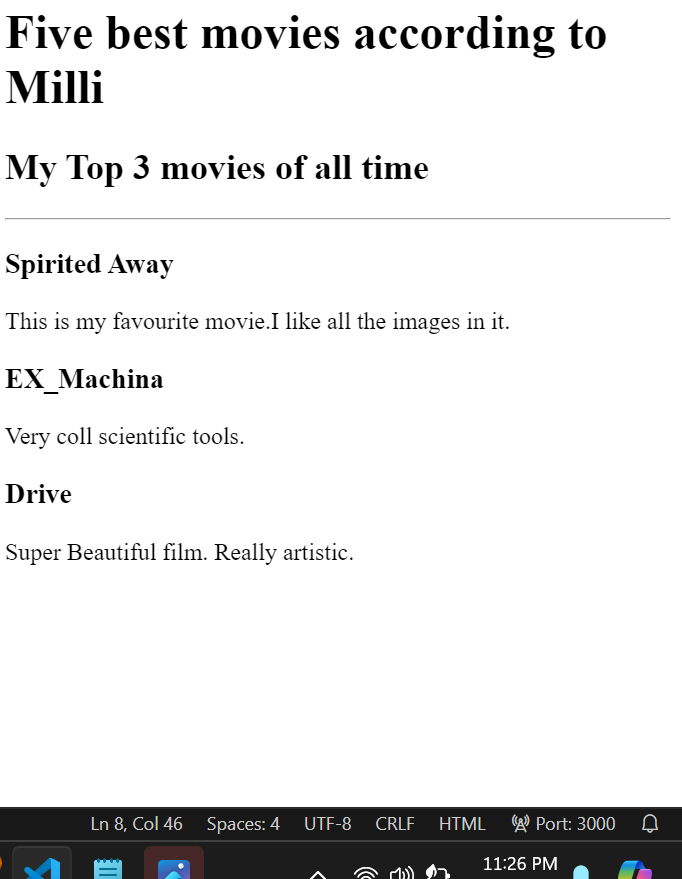 Five best movies according to
Milli
My Top 3 movies of all time
Spirited Away
This is my favourite movie.I like all the images in it.
EX_Machina
Very coll scientific tools.
Drive
Super Beautiful film. Really artistic.
Ln 8, Col 46 Spaces: 4 UTF-8 CRLF HTML Port: 3000
11:26 PM